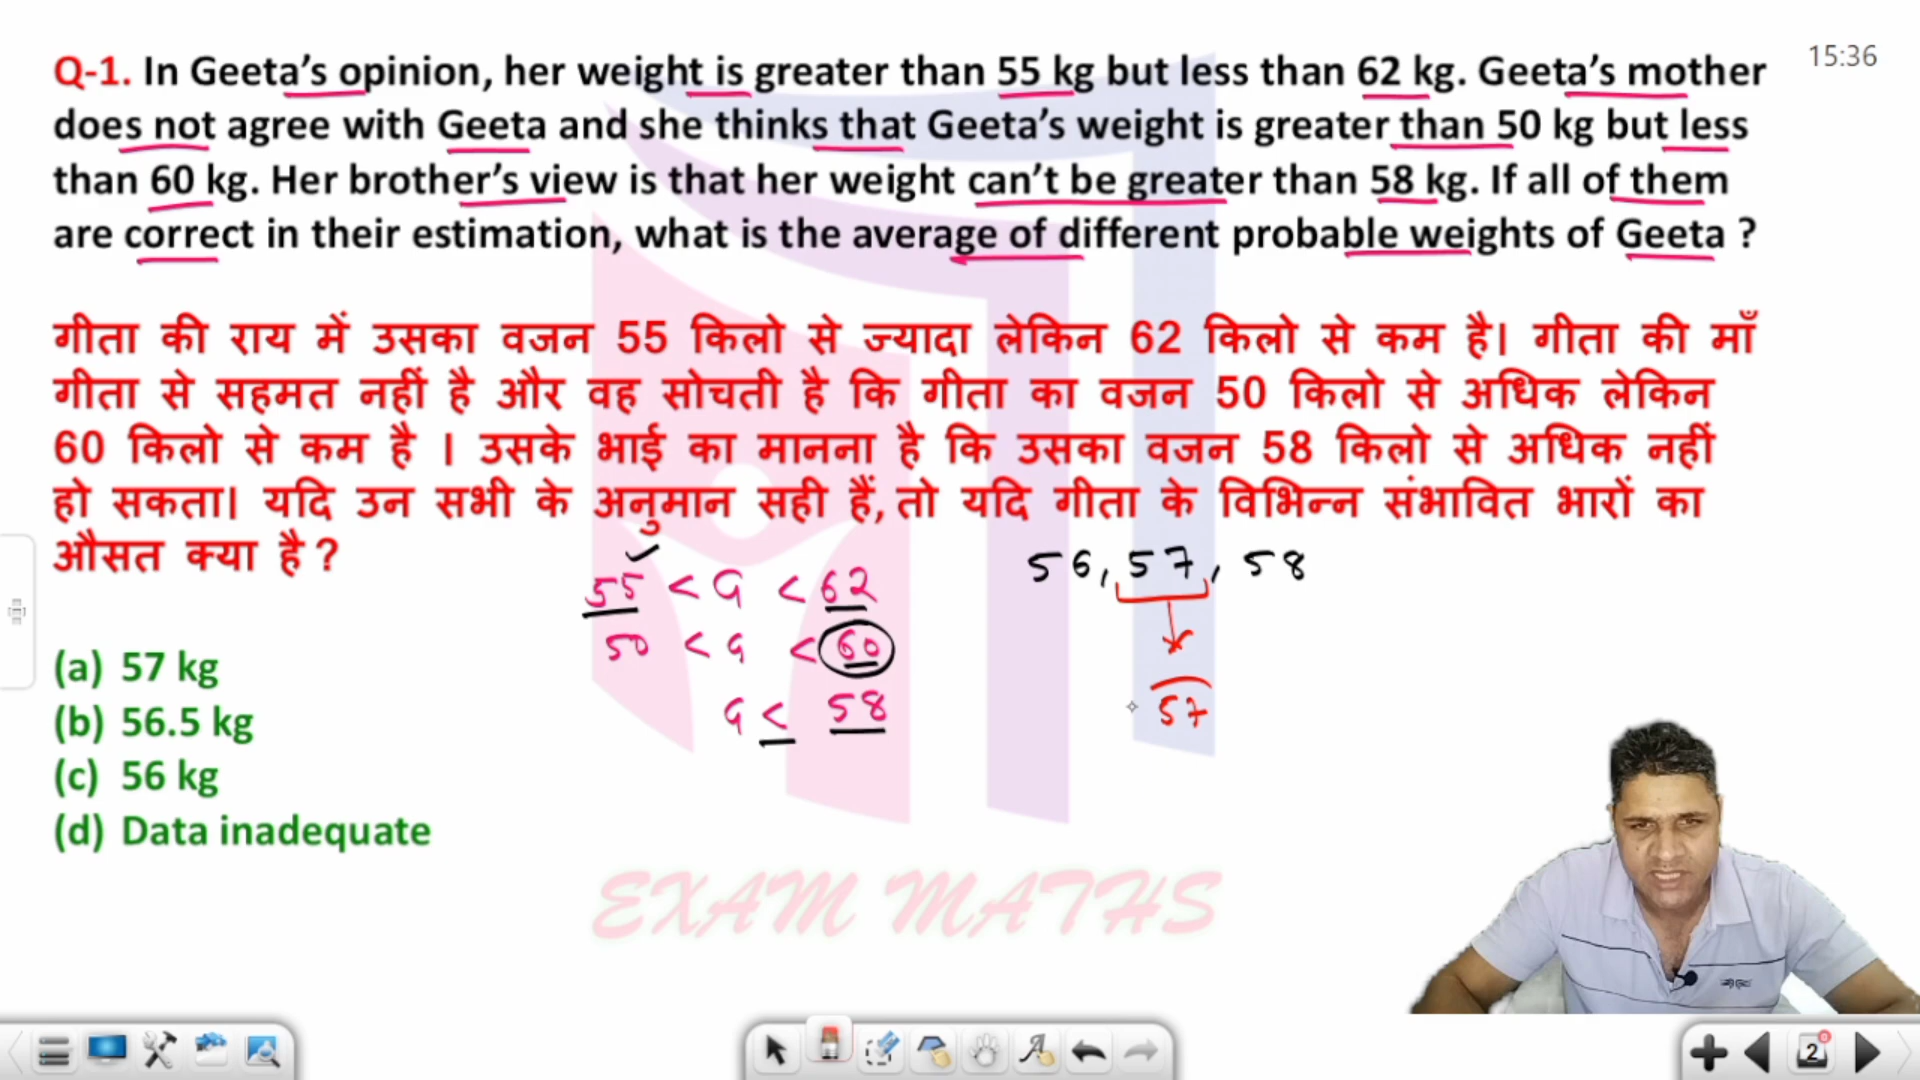 15:36
Q-1. In Geeta’s opinion, her weight is greater than 55 kg but less than 62 kg. Geeta’s mother
does not agree with Geeta and she thinks that Geeta’s weight is greater than 50 kg but less
than 60 kg. Her brother’s view is that her weight can’t be greater than 58 kg. If all of them
are correct in their estimation, what is the average of different probable weights of Geeta ?
गीता की राय में उसका वजन 55 किलो से ज्यादा लेकिन 62 किलो से कम है। गीता की माँ
गीता से सहमत नहीं है और वह सोचती है कि गीता का वजन 50 किलो से अधिक लेकिन
60 किलो से कम है । उसके भाई का मानना है कि उसका वजन 58 किलो से अधिक नहीं
हो सकता। यदि उन सभी के अनुमान सही हैं, तो यदि गीता के विभिन्न संभावित भारों का
औसत क्या है ?
56, 57, 58
55 < G < 62
50 < G < 60
G < 58
57
(a) 57 kg
(b) 56.5 kg
(c) 56 kg
(d) Data inadequate
EXAM MATHS
2